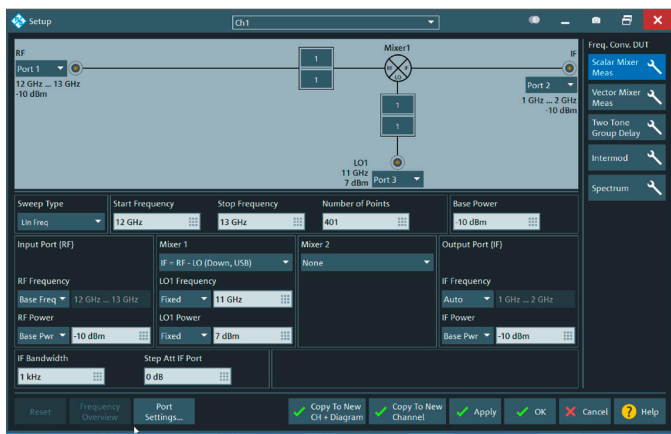 Setup
Ch1
Freq. Conv. DUT
RF
Port 1
12 GHz ... 13 GHz
-10 dBm
1
1
Mixer1
RF
IF
LO
1
1
IF
Port 2
1 GHz ... 2 GHz
-10 dBm
LO1
11 GHz
7 dBm
Port 3
Scalar Mixer
Meas
Vector Mixer
Meas
Two Tone
Group Delay
Intermod
Spectrum
Sweep Type
Start Frequency
Stop Frequency
Number of Points
Base Power
Lin Freq
12 GHz
13 GHz
401
-10 dBm
Input Port (RF)
Mixer 1
Mixer 2
Output Port (IF)
IF = RF - LO (Down, USB)
None
RF Frequency
LO1 Frequency
IF Frequency
Base Freq
12 GHz ... 13 GHz
Fixed
11 GHz
Auto
1 GHz ... 2 GHz
RF Power
LO1 Power
IF Power
Base Pwr
-10 dBm
Fixed
7 dBm
Base Pwr
-10 dBm
IF Bandwidth
Step Att IF Port
1 kHz
0 dB
Reset
Frequency
Overview
Port
Settings...
Copy To New
CH + Diagram
Copy To New
Channel
Apply
OK
Cancel
Help